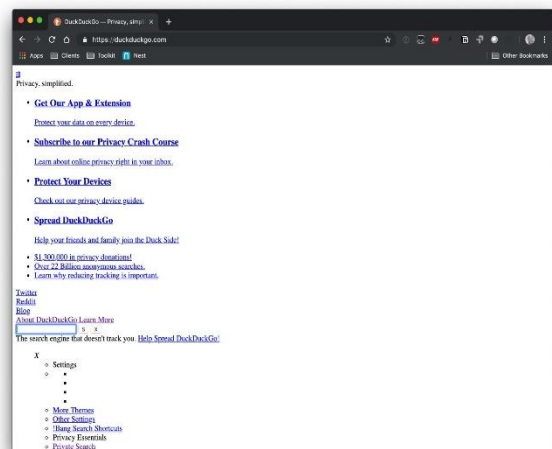 DuckDuckGo — Privacy, simpl
https://duckduckgo.com
Apps Clients Toolkit Nest Other Bookmarks
Privacy, simplified.
Get Our App & Extension
Protect your data on every device.
Subscribe to our Privacy Crash Course
Learn about online privacy right in your inbox.
Protect Your Devices
Check out our privacy device guides.
Spread DuckDuckGo
Help your friends and family join the Duck Side!
$1,300,000 in privacy donations!
Over 22 Billion anonymous searches.
Learn why reducing tracking is important.
Twitter
Reddit
Blog
About DuckDuckGo Learn More
S X
The search engine that doesn't track you. Help Spread DuckDuckGo!
X
Settings
More Themes
Other Settings
!Bang Search Shortcuts
Privacy Essentials
Private Search